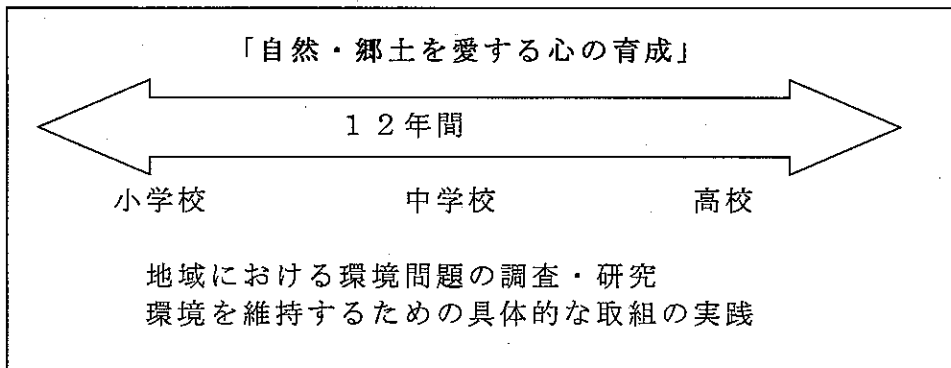 「自然・郷土を愛する心の育成」
１２年間
小学校　中学校　高校
地域における環境問題の調査・研究
環境を維持するための具体的な取組の実践